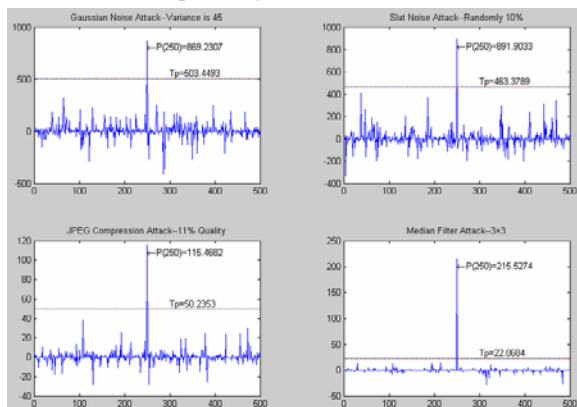 Gaussian Noise Attack--Variance is 45
1000
500
0
-500
P(250)=869.2307
Tp=503.4493
0 100 200 300 400 500
Slat Noise Attack--Randomly 10%
1000
800
600
400
200
0
-200
-400
P(250)=891.9033
Tp=463.3789
0 100 200 300 400 500
JPEG Compression Attack--11% Quality
120
100
80
60
40
20
0
-20
-40
P(250)=115.4682
Tp=50.2353
0 100 200 300 400 500
Median Filter Attack--3×3
250
200
150
100
50
0
-50
P(250)=215.5274
Tp=22.0684
0 100 200 300 400 500